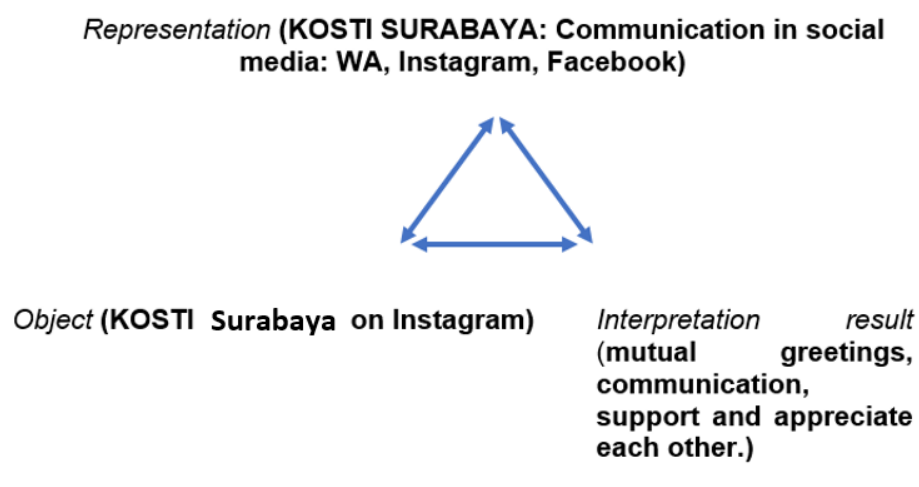 Representation (KOSTI SURABAYA: Communication in social
media: WA, Instagram, Facebook)
Object (KOSTI Surabaya on Instagram)
Interpretation result
(mutual greetings,
communication,
support and appreciate
each other.)